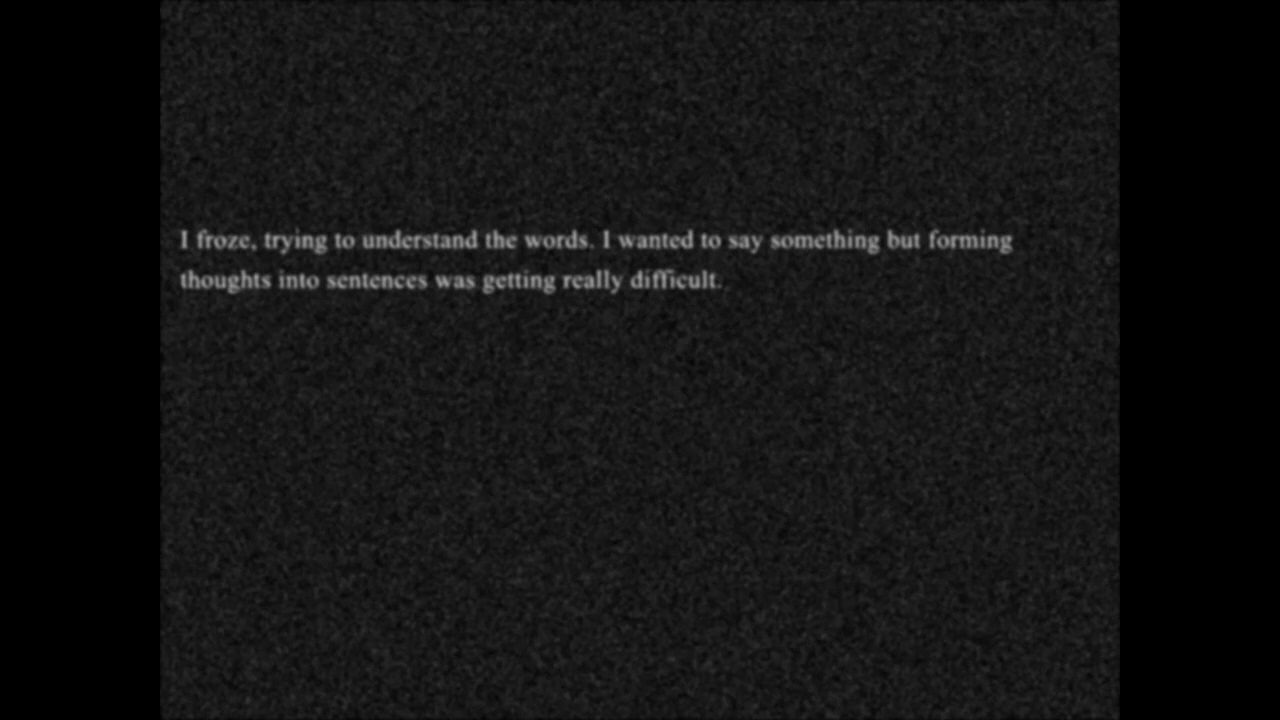 I froze, trying to understand the words. I wanted to say something but forming
thoughts into sentences was getting really difficult.